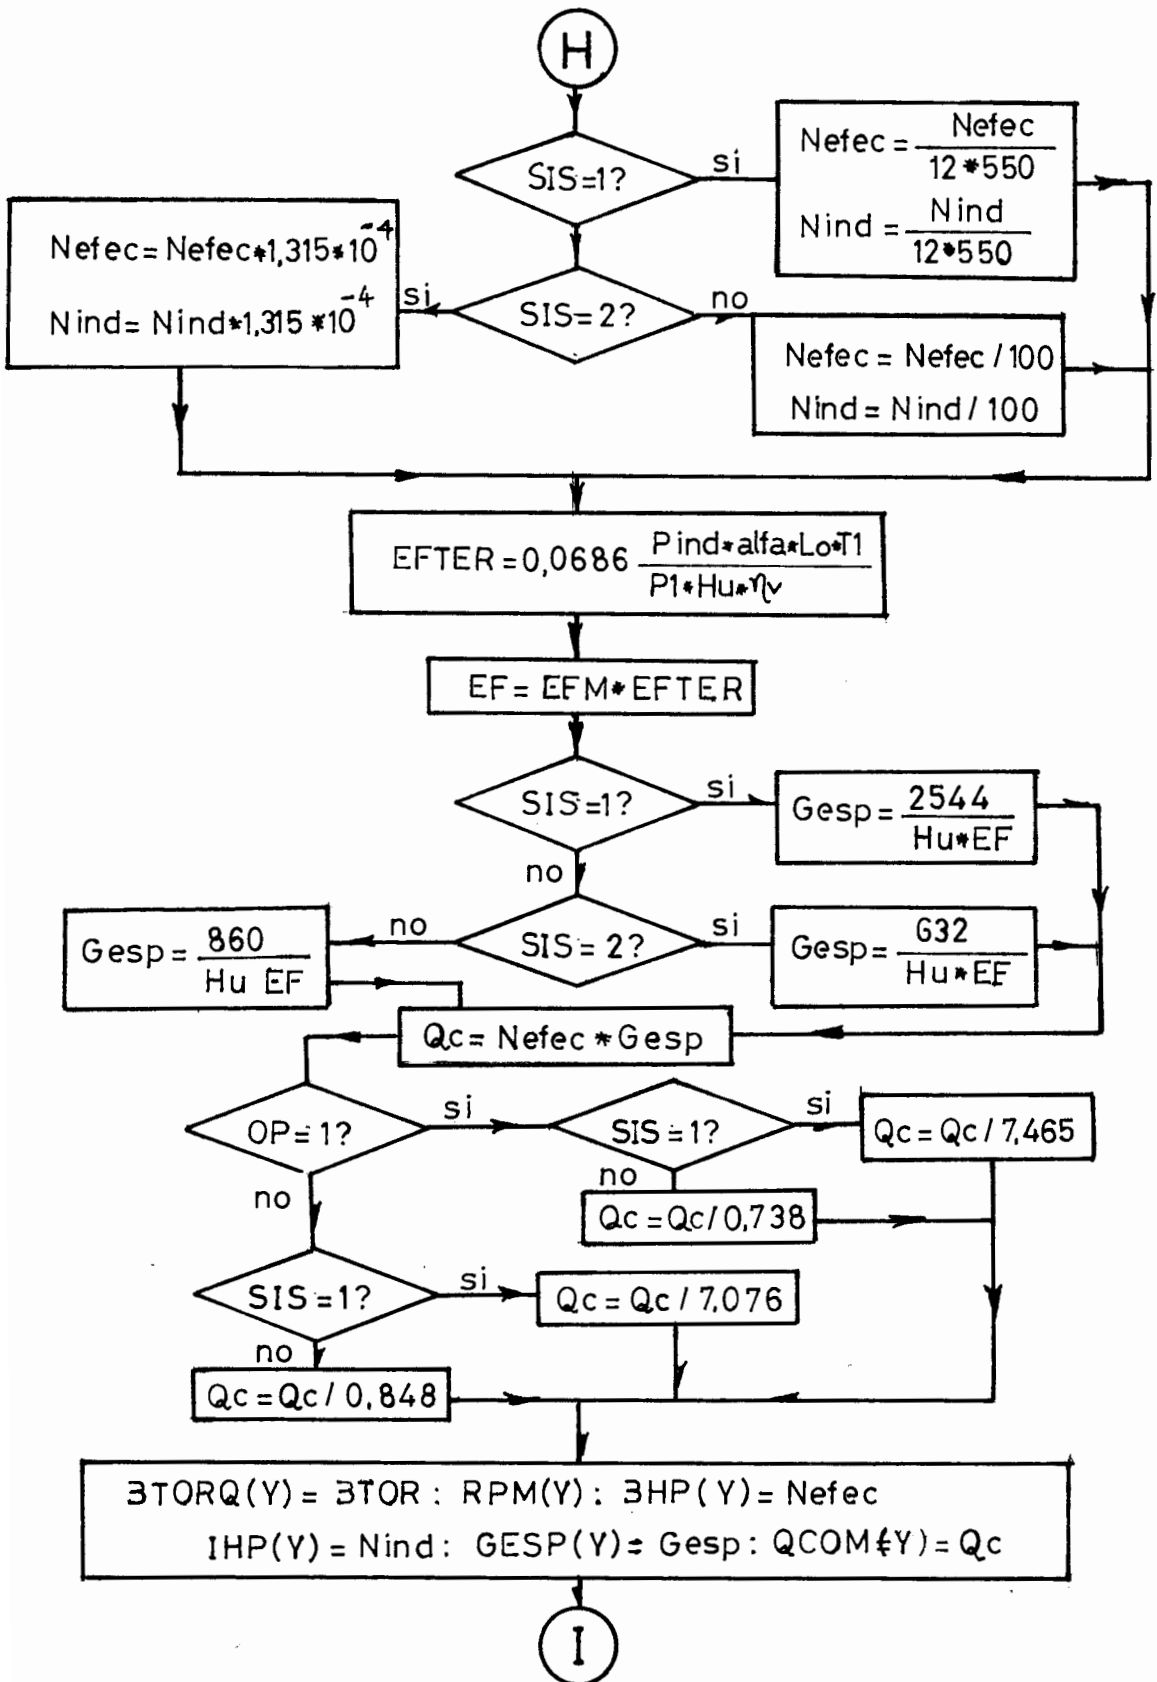 H
SIS=1?
si
Nefec = Nefec / 12*550
Nind = Nind / 12*550
Nefec = Nefec*1,315*10^-4
Nind = Nind*1,315*10^-4
si
SIS=2?
no
Nefec = Nefec / 100
Nind = Nind / 100
EFTER = 0,0686 Pind*alfa*Lo*T1 / P1*Hu*ηv
EF = EFM*EFTER
SIS=1?
si
Gesp = 2544 / Hu*EF
no
Gesp = 860 / Hu EF
no
SIS=2?
si
Gesp = 632 / Hu*EF
Qc = Nefec*Gesp
OP=1?
si
SIS=1?
si
Qc = Qc / 7,465
no
no
Qc = Qc / 0,738
SIS=1?
si
Qc = Qc / 7,076
no
Qc = Qc / 0,848
BTORQ(Y) = BTOR : RPM(Y) : BHP(Y) = Nefec
IHP(Y) = Nind : GESP(Y) = Gesp : QCOM(Y) = Qc
I